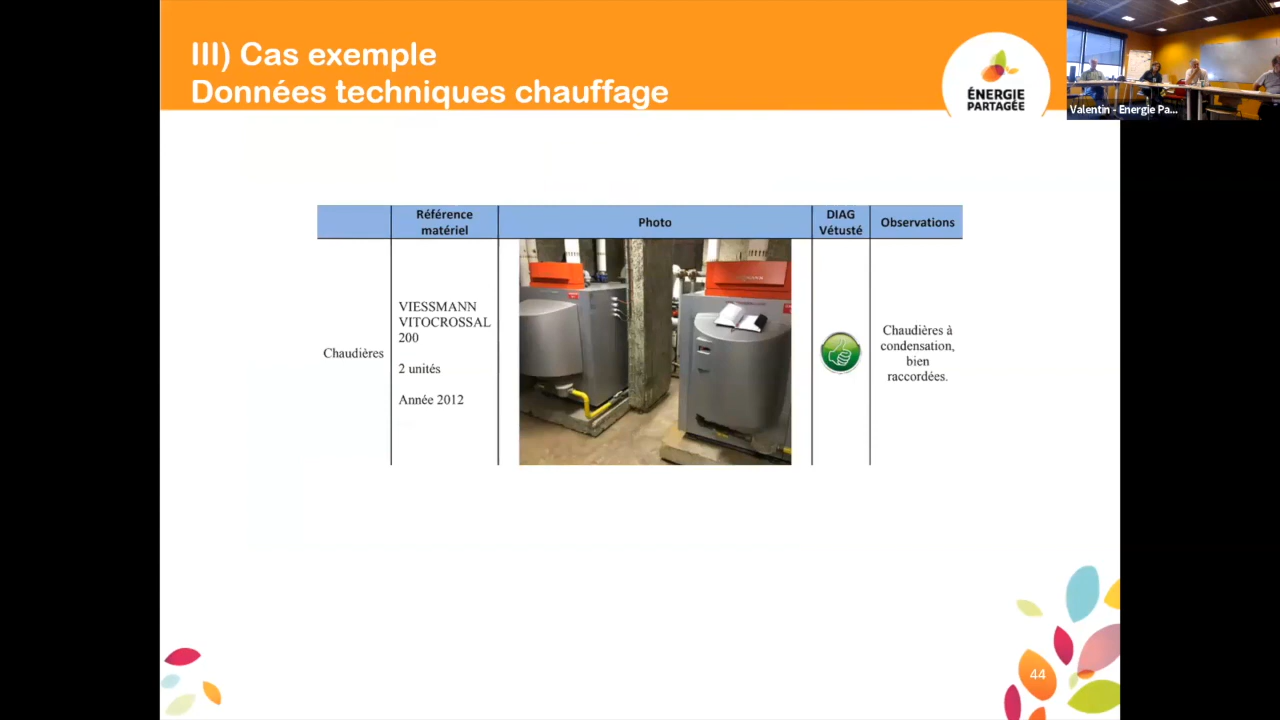 III) Cas exemple
Données techniques chauffage
ÉNERGIE
PARTAGÉE
Valentin - Energie Pa...
Référence
matériel
Photo
DIAG
Vétusté
Observations
Chaudières
VIESSMANN
VITOCROSSAL
200
2 unités
Année 2012
Chaudières à
condensation,
bien
raccordées.
44